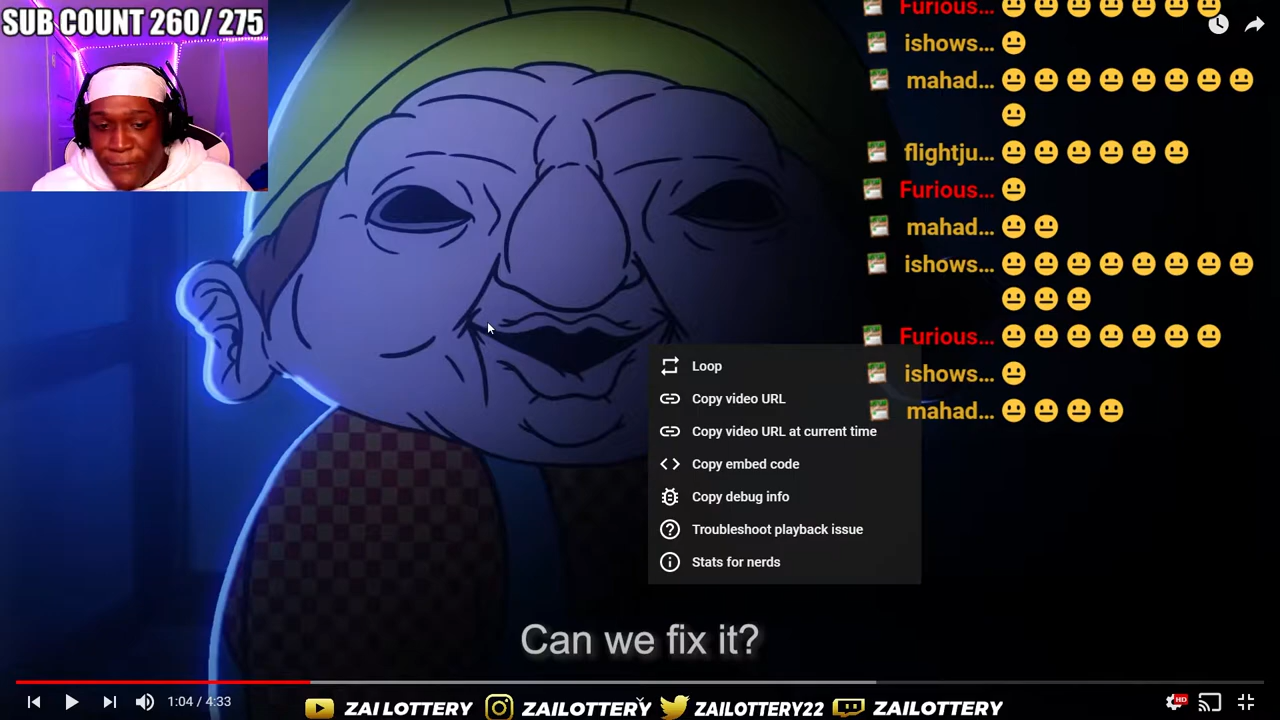 SUB COUNT 260/ 275
Furious...
ishows...
mahad...
flightju...
Furious...
mahad...
ishows...
Furious...
ishows...
mahad...
Loop
Copy video URL
Copy video URL at current time
Copy embed code
Copy debug info
Troubleshoot playback issue
Stats for nerds
Can we fix it?
1:04 / 4:33
HD
ZAI LOTTERY ZAILOTTERY ZAILOTTERY22 ZAILOTTERY